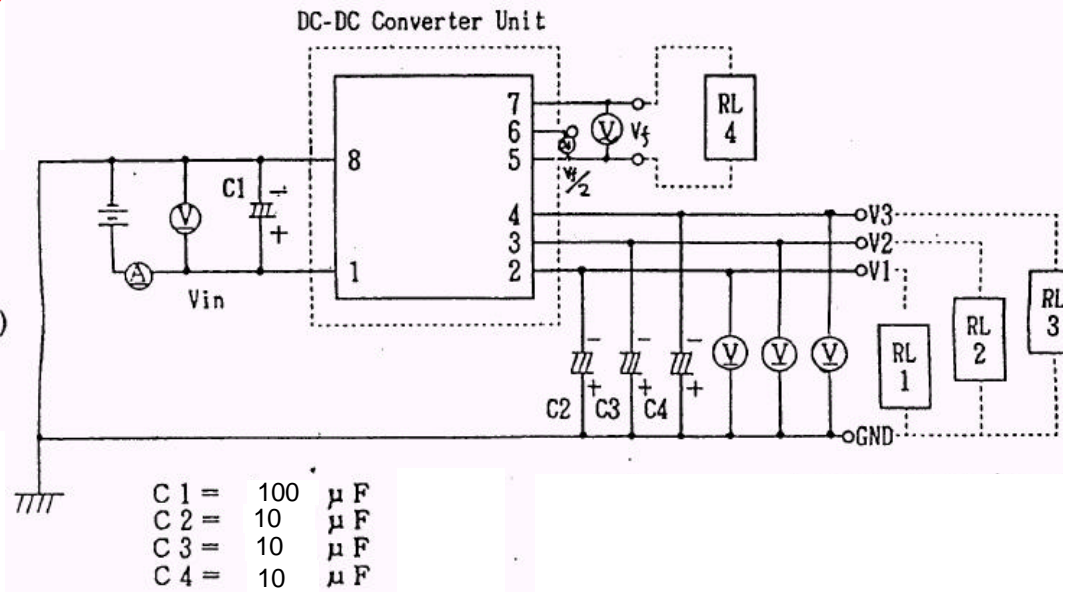 DC-DC Converter Unit
7
6
5
4
3
2
8
1
V
Vf
Vf/2
RL
4
C1
-
+
V
A
Vin
V3
V2
V1
RL
1
RL
2
RL
3
-
+
-
+
-
+
C2
C3
C4
V
V
V
GND
)
C1 = 100 μF
C2 = 10 μF
C3 = 10 μF
C4 = 10 μF